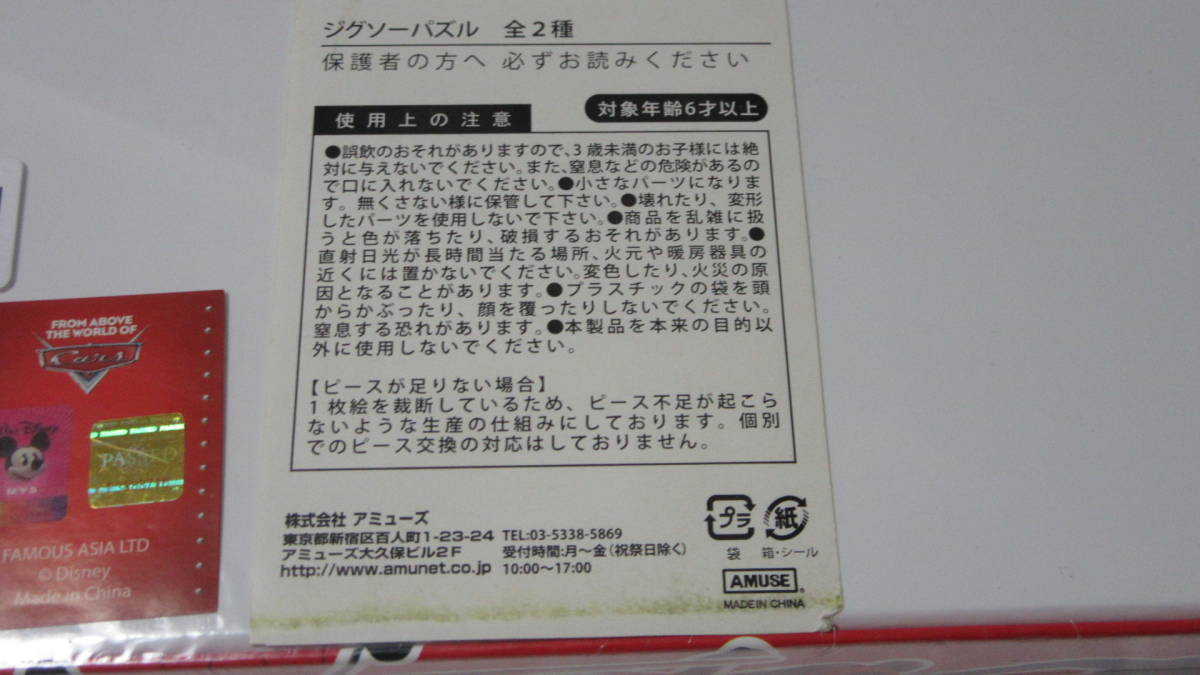 ジグソーパズル 全2種
保護者の方へ 必ずお読みください
使用上の注意
対象年齢6才以上
●誤飲のおそれがありますので、3歳未満のお子様には絶
対に与えないでください。また、窒息などの危険があるの
で口に入れないでください。●小さなパーツになりま
す。無くさない様に保管して下さい。●壊れたり、変形
したパーツを使用しないで下さい。●商品を乱雑に扱
うと色が落ちたり、破損するおそれがあります。●
直射日光が長時間当たる場所、火元や暖房器具の
近くには置かないでください。変色したり、火災の原
因となることがあります。●プラスチックの袋を頭
からかぶったり、顔を覆ったりしないでください。
窒息する恐れがあります。●本製品を本来の目的以
外に使用しないでください。
【ピースが足りない場合】
1枚絵を裁断しているため、ピース不足が起こら
ないような生産の仕組みにしております。個別
でのピース交換の対応はしておりません。
株式会社 アミューズ
東京都新宿区百人町1-23-24 TEL:03-5338-5869
アミューズ大久保ビル2F 受付時間:月～金(祝祭日除く)
http://www.amunet.co.jp 10:00～17:00
プラ
袋
紙
箱・シール
AMUSE
MADE IN CHINA
FROM ABOVE
THE WORLD OF
Cars
PASSED
MYS
FAMOUS ASIA LTD
© Disney
Made in China